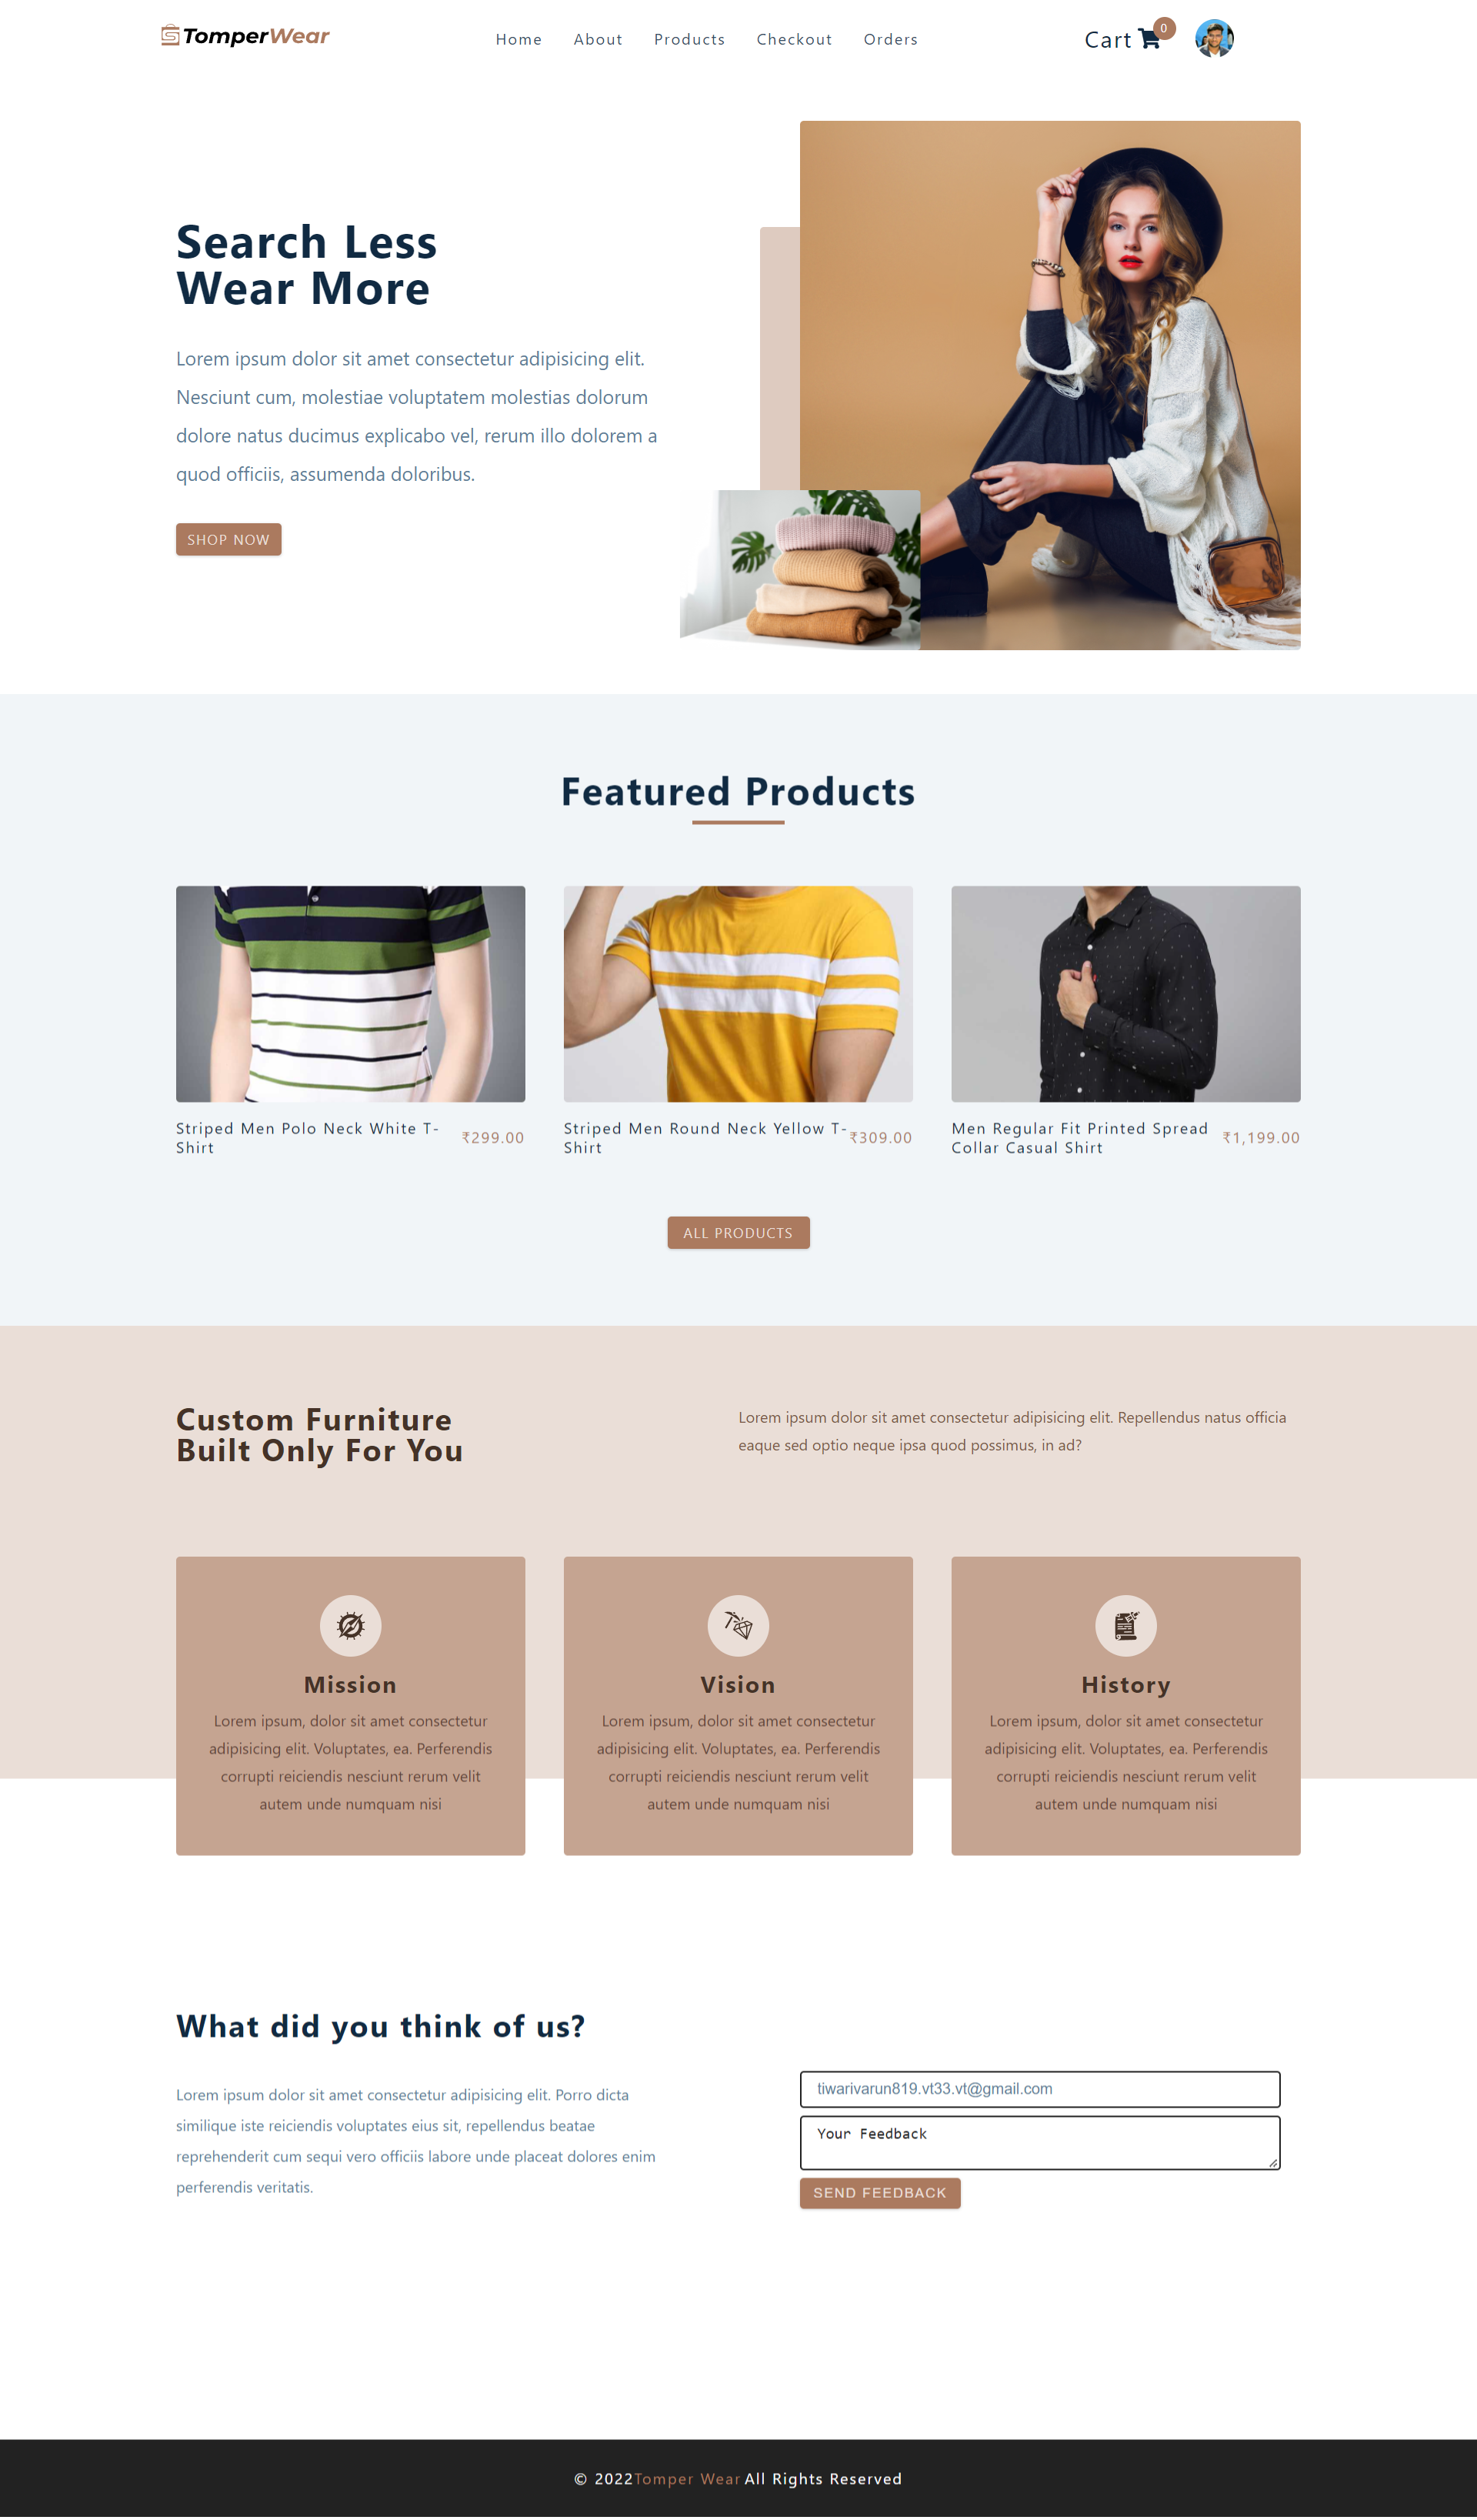 TomperWear
Home About Products Checkout Orders
Cart 0
Search Less
Wear More
Lorem ipsum dolor sit amet consectetur adipisicing elit.
Nesciunt cum, molestiae voluptatem molestias dolorum
dolore natus ducimus explicabo vel, rerum illo dolorem a
quod officiis, assumenda doloribus.
SHOP NOW
Featured Products
Striped Men Polo Neck White T-
Shirt
₹299.00
Striped Men Round Neck Yellow T-
Shirt
₹309.00
Men Regular Fit Printed Spread
Collar Casual Shirt
₹1,199.00
ALL PRODUCTS
Custom Furniture
Built Only For You
Lorem ipsum dolor sit amet consectetur adipisicing elit. Repellendus natus officia
eaque sed optio neque ipsa quod possimus, in ad?
Mission
Lorem ipsum, dolor sit amet consectetur
adipisicing elit. Voluptates, ea. Perferendis
corrupti reiciendis nesciunt rerum velit
autem unde numquam nisi
Vision
Lorem ipsum, dolor sit amet consectetur
adipisicing elit. Voluptates, ea. Perferendis
corrupti reiciendis nesciunt rerum velit
autem unde numquam nisi
History
Lorem ipsum, dolor sit amet consectetur
adipisicing elit. Voluptates, ea. Perferendis
corrupti reiciendis nesciunt rerum velit
autem unde numquam nisi
What did you think of us?
Lorem ipsum dolor sit amet consectetur adipisicing elit. Porro dicta
similique iste reiciendis voluptates eius sit, repellendus beatae
reprehenderit cum sequi vero officiis labore unde placeat dolores enim
perferendis veritatis.
tiwarivarun819.vt33.vt@gmail.com
Your Feedback
SEND FEEDBACK
© 2022Tomper Wear All Rights Reserved